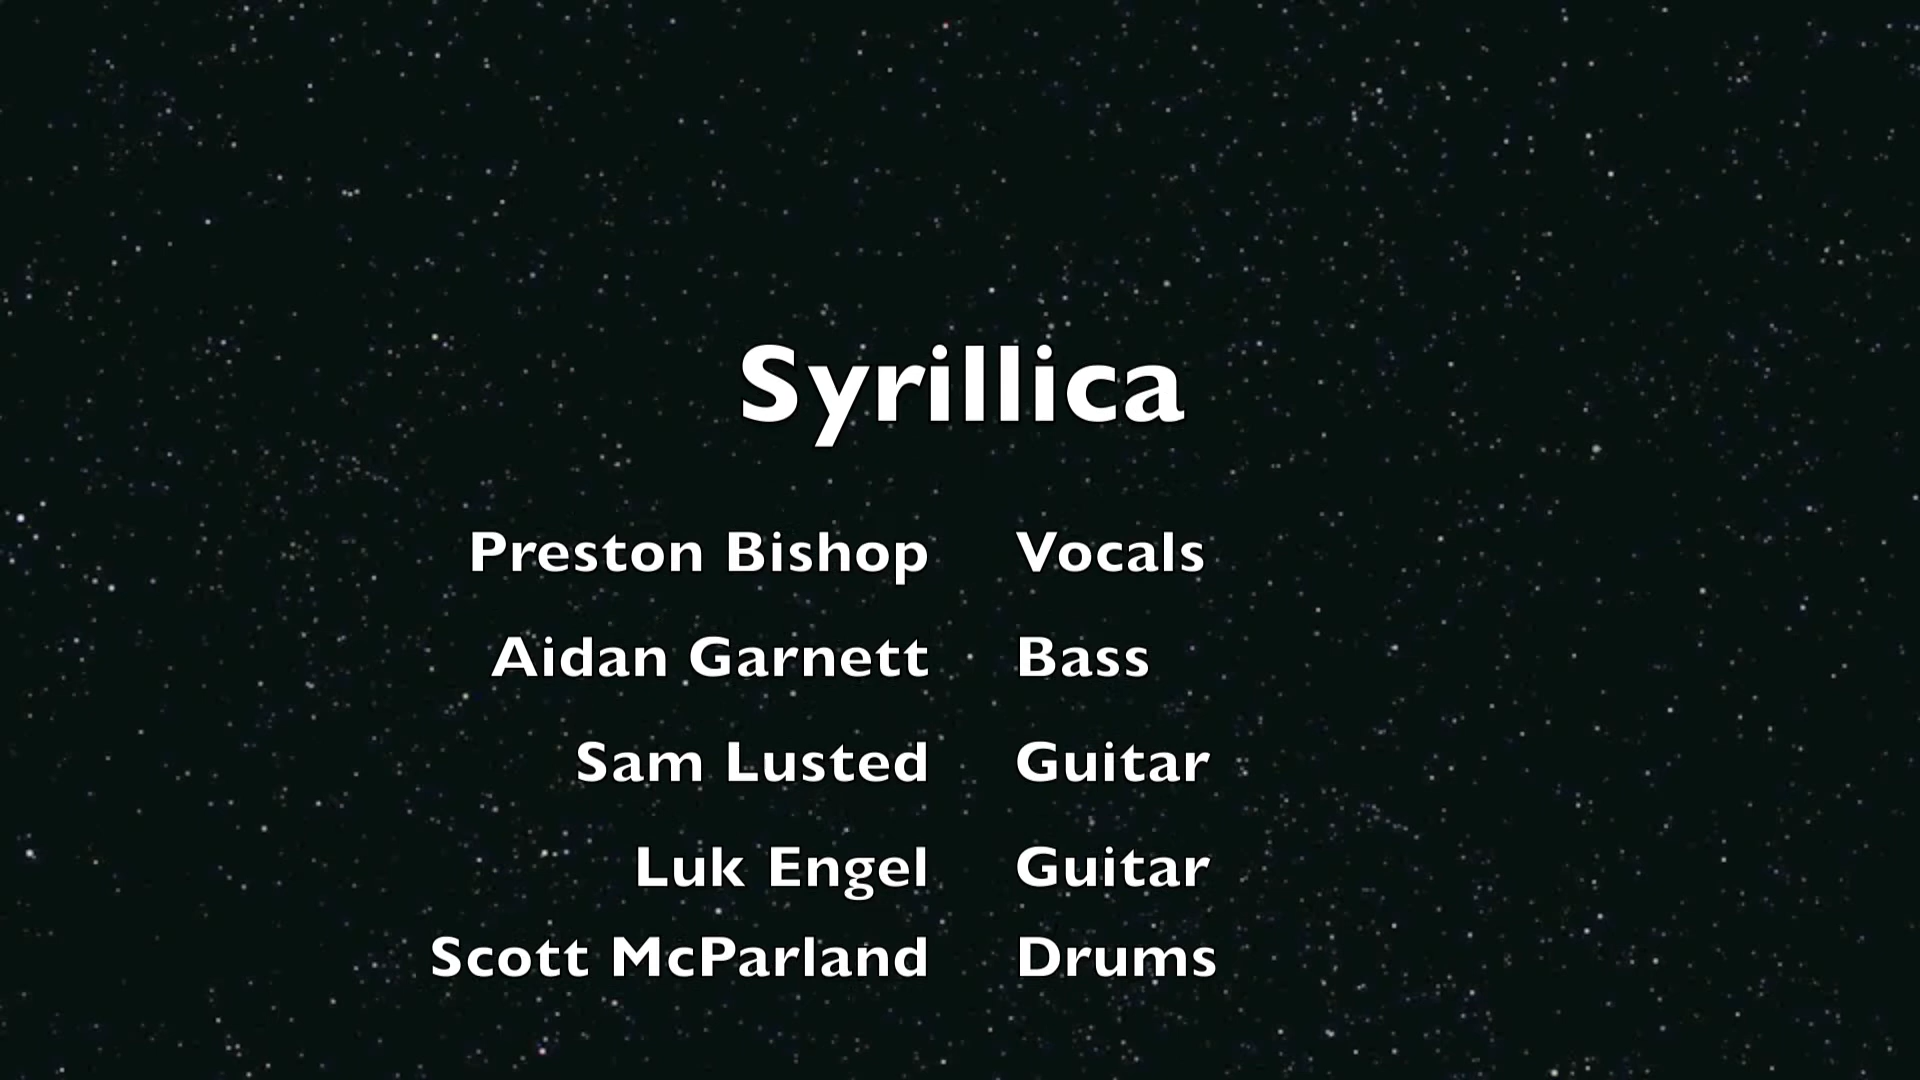 Syrillica
Preston Bishop Vocals
Aidan Garnett Bass
Sam Lusted Guitar
Luk Engel Guitar
Scott McParland Drums